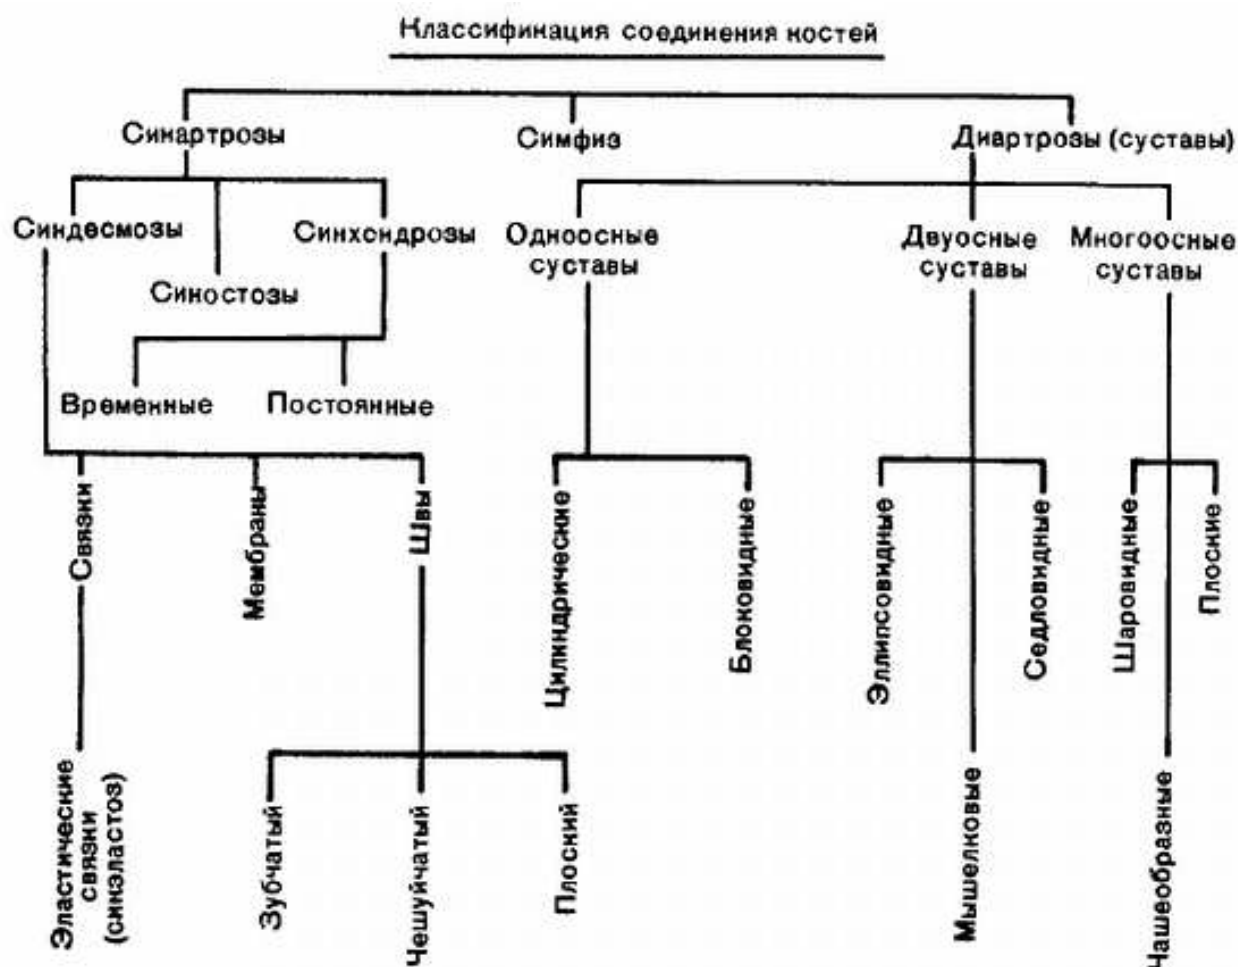 Классификация соединения костей
Синартрозы
Симфиз
Диартрозы (суставы)
Синдесмозы
Синостозы
Синхондрозы
Одноосные
суставы
Двуосные
суставы
Многоосные
суставы
Временные
Постоянные
Связки
Мембраны
Швы
Цилиндрические
Блоковидные
Эллипсовидные
Седловидные
Шаровидные
Плоские
Эластические
связки
(синэластоз)
Зубчатый
Чешуйчатый
Плоский
Мышелковые
Чашеобразные